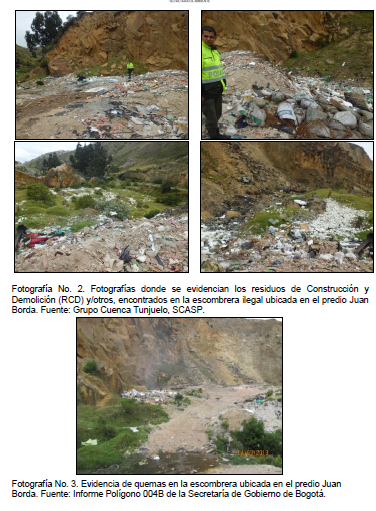 Fotografía No. 2. Fotografías donde se evidencian los residuos de Construcción y
Demolición (RCD) y/otros, encontrados en la escombrera ilegal ubicada en el predio Juan
Borda. Fuente: Grupo Cuenca Tunjuelo, SCASP.
Fotografía No. 3. Evidencia de quemas en la escombrera ubicada en el predio Juan
Borda. Fuente: Informe Polígono 004B de la Secretaría de Gobierno de Bogotá.